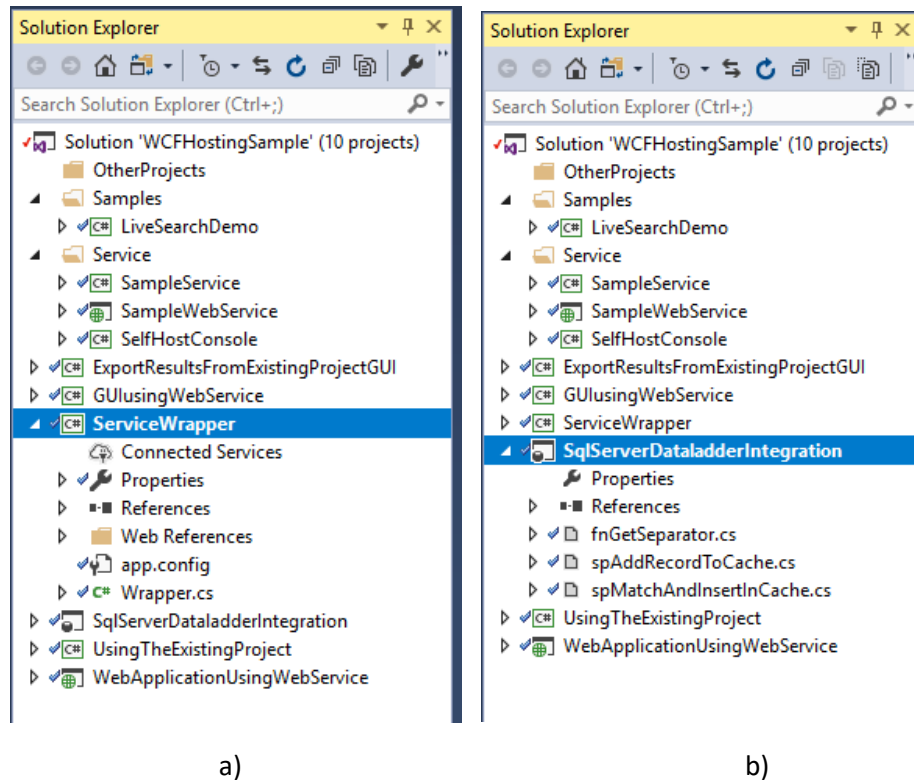 Solution Explorer
Search Solution Explorer (Ctrl+;)
Solution 'WCFHostingSample' (10 projects)
OtherProjects
Samples
C# LiveSearchDemo
Service
C# SampleService
SampleWebService
C# SelfHostConsole
C# ExportResultsFromExistingProjectGUI
C# GUIusingWebService
C# ServiceWrapper
Connected Services
Properties
References
Web References
app.config
C# Wrapper.cs
SqlServerDataladderIntegration
C# UsingTheExistingProject
WebApplicationUsingWebService
a)
Solution Explorer
Search Solution Explorer (Ctrl+;)
Solution 'WCFHostingSample' (10 projects)
OtherProjects
Samples
C# LiveSearchDemo
Service
C# SampleService
SampleWebService
C# SelfHostConsole
C# ExportResultsFromExistingProjectGUI
C# GUIusingWebService
C# ServiceWrapper
SqlServerDataladderIntegration
Properties
References
fnGetSeparator.cs
spAddRecordToCache.cs
spMatchAndInsertInCache.cs
C# UsingTheExistingProject
WebApplicationUsingWebService
b)